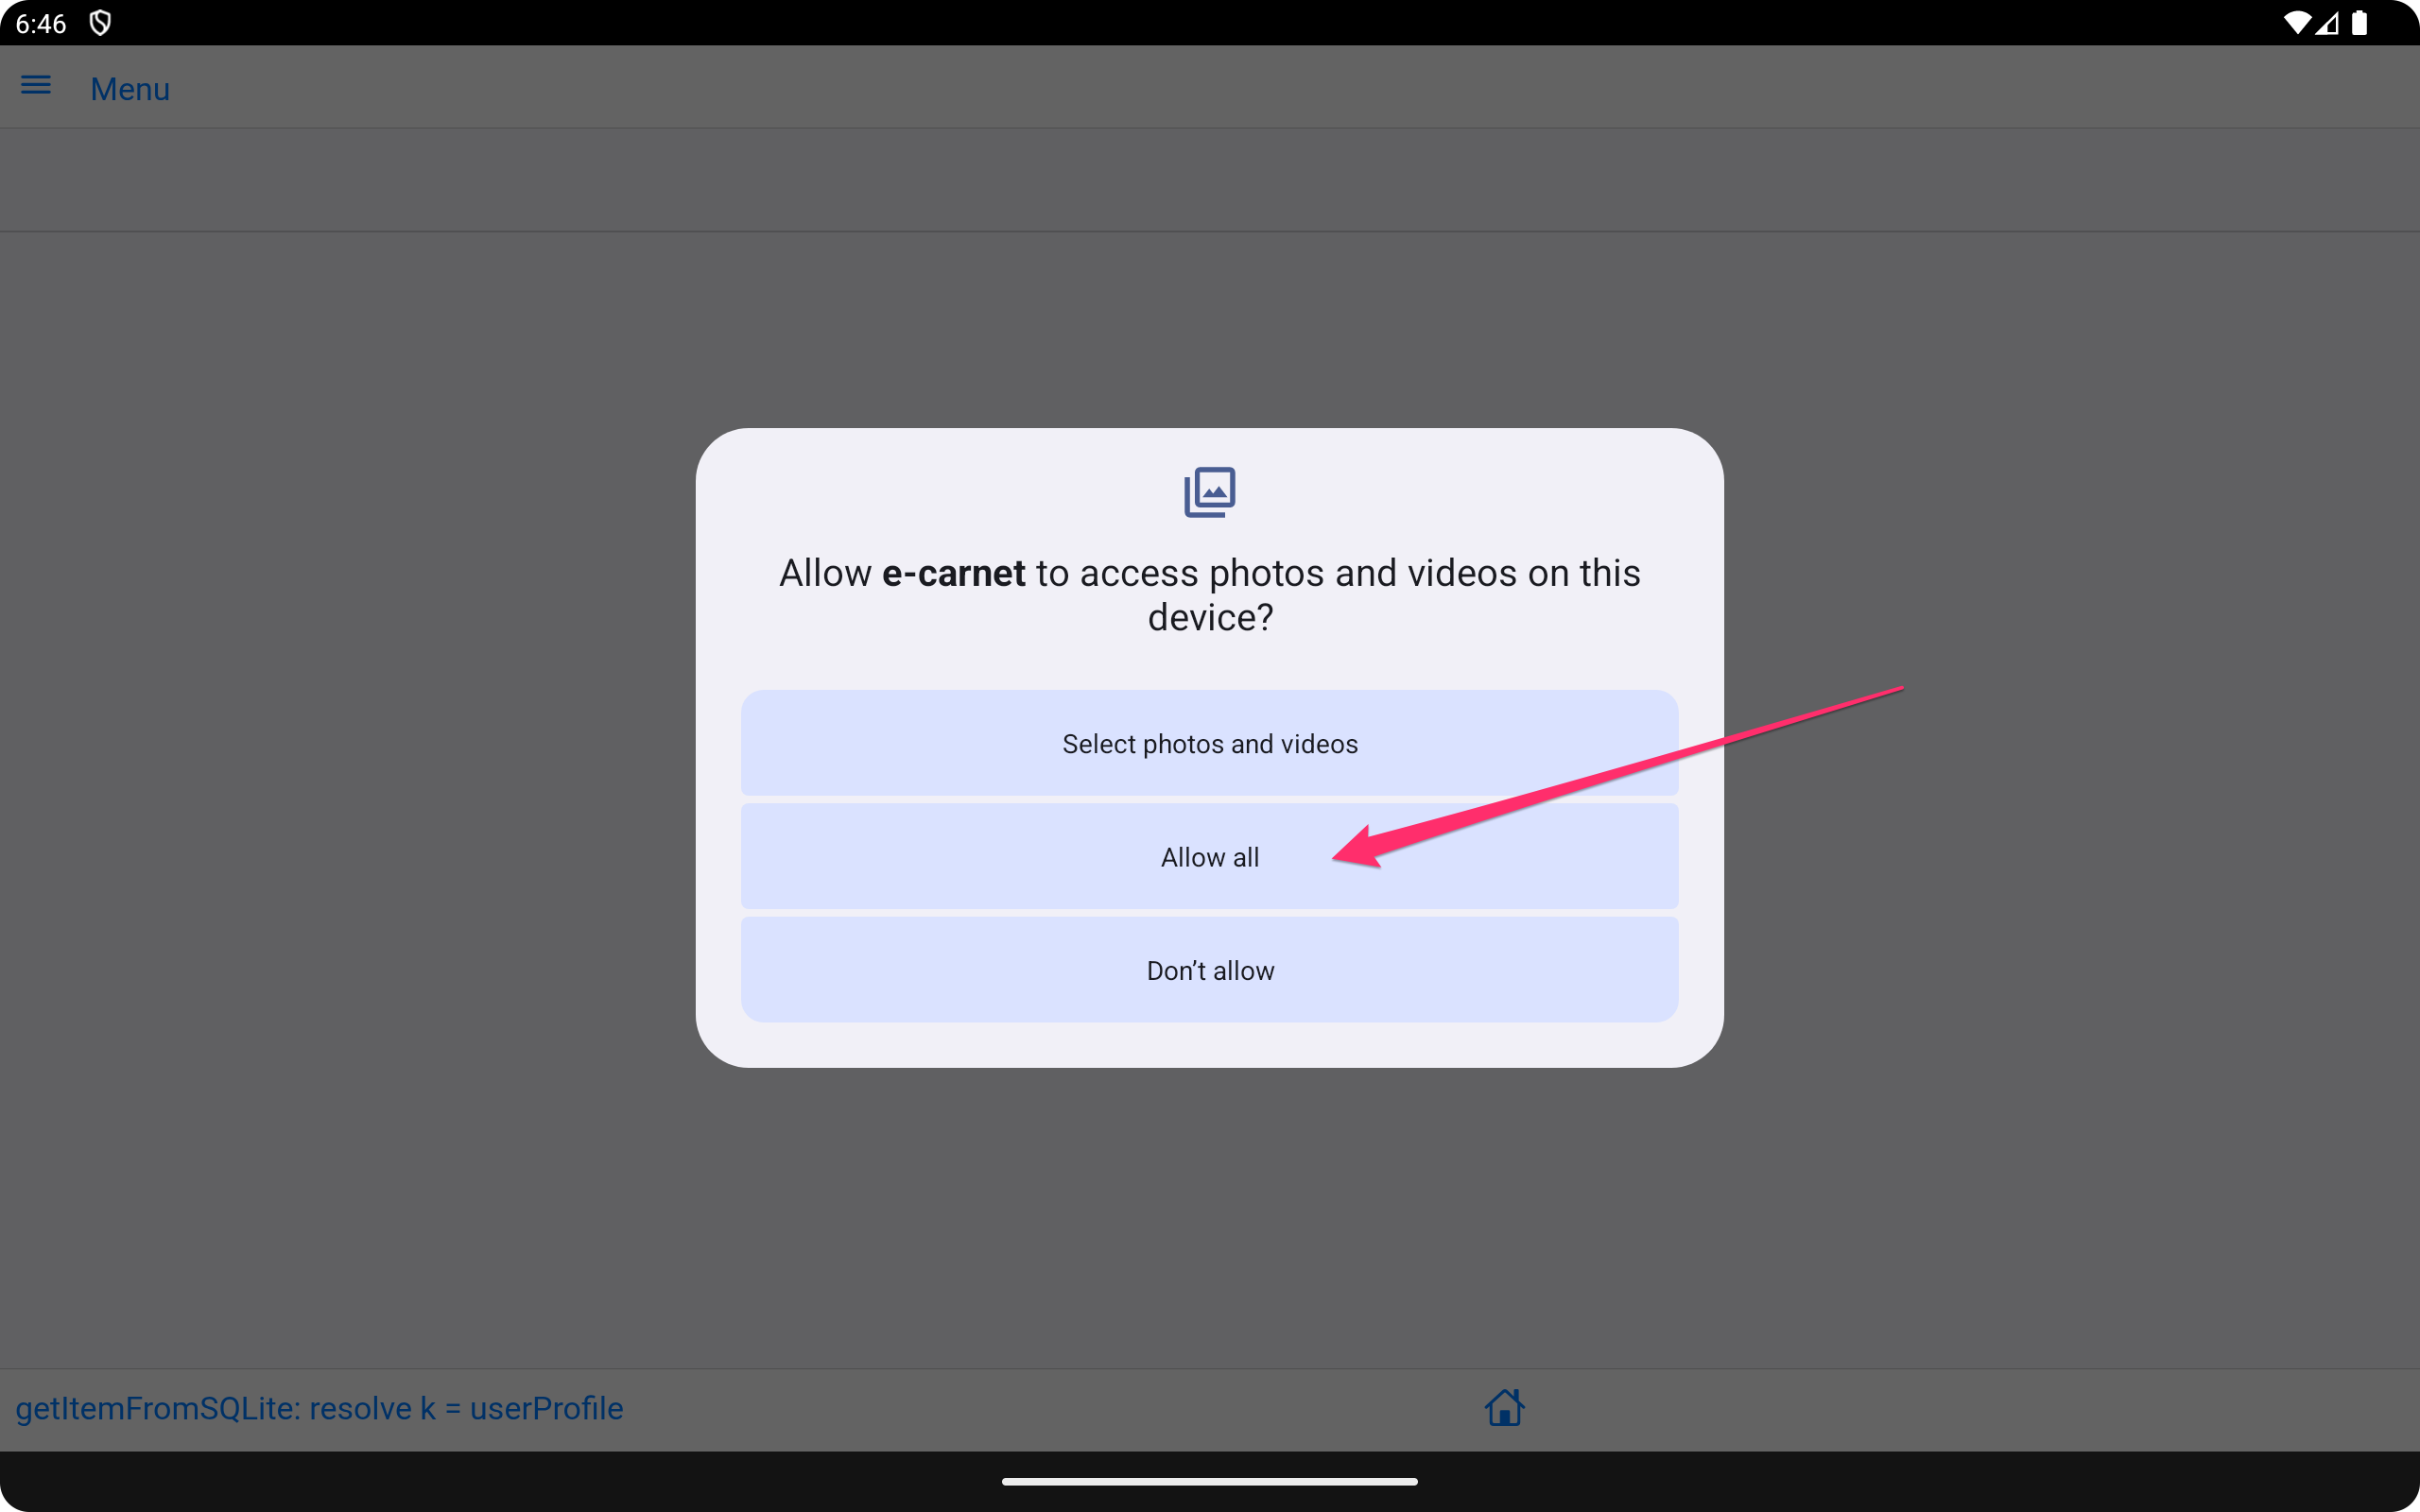 6:46
Menu
Allow e-carnet to access photos and videos on this
device?
Select photos and videos
Allow all
Don’t allow
getItemFromSQLite: resolve k = userProfile